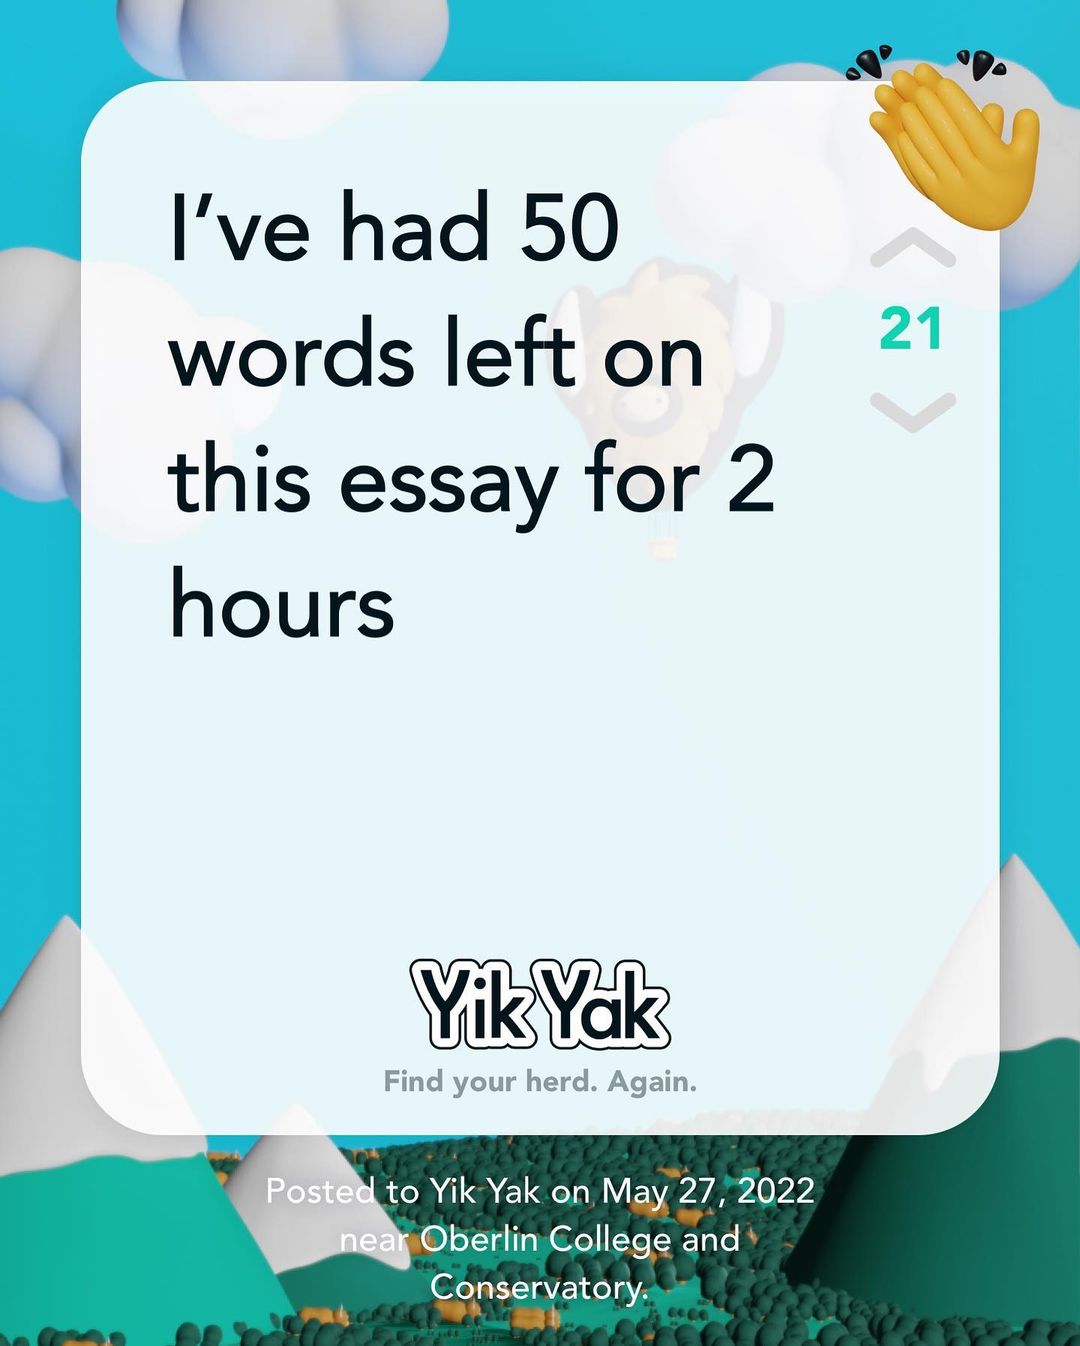 I’ve had 50
words left on
this essay for 2
hours
21
Yik Yak
Find your herd. Again.
Posted to Yik Yak on May 27, 2022
near Oberlin College and
Conservatory.